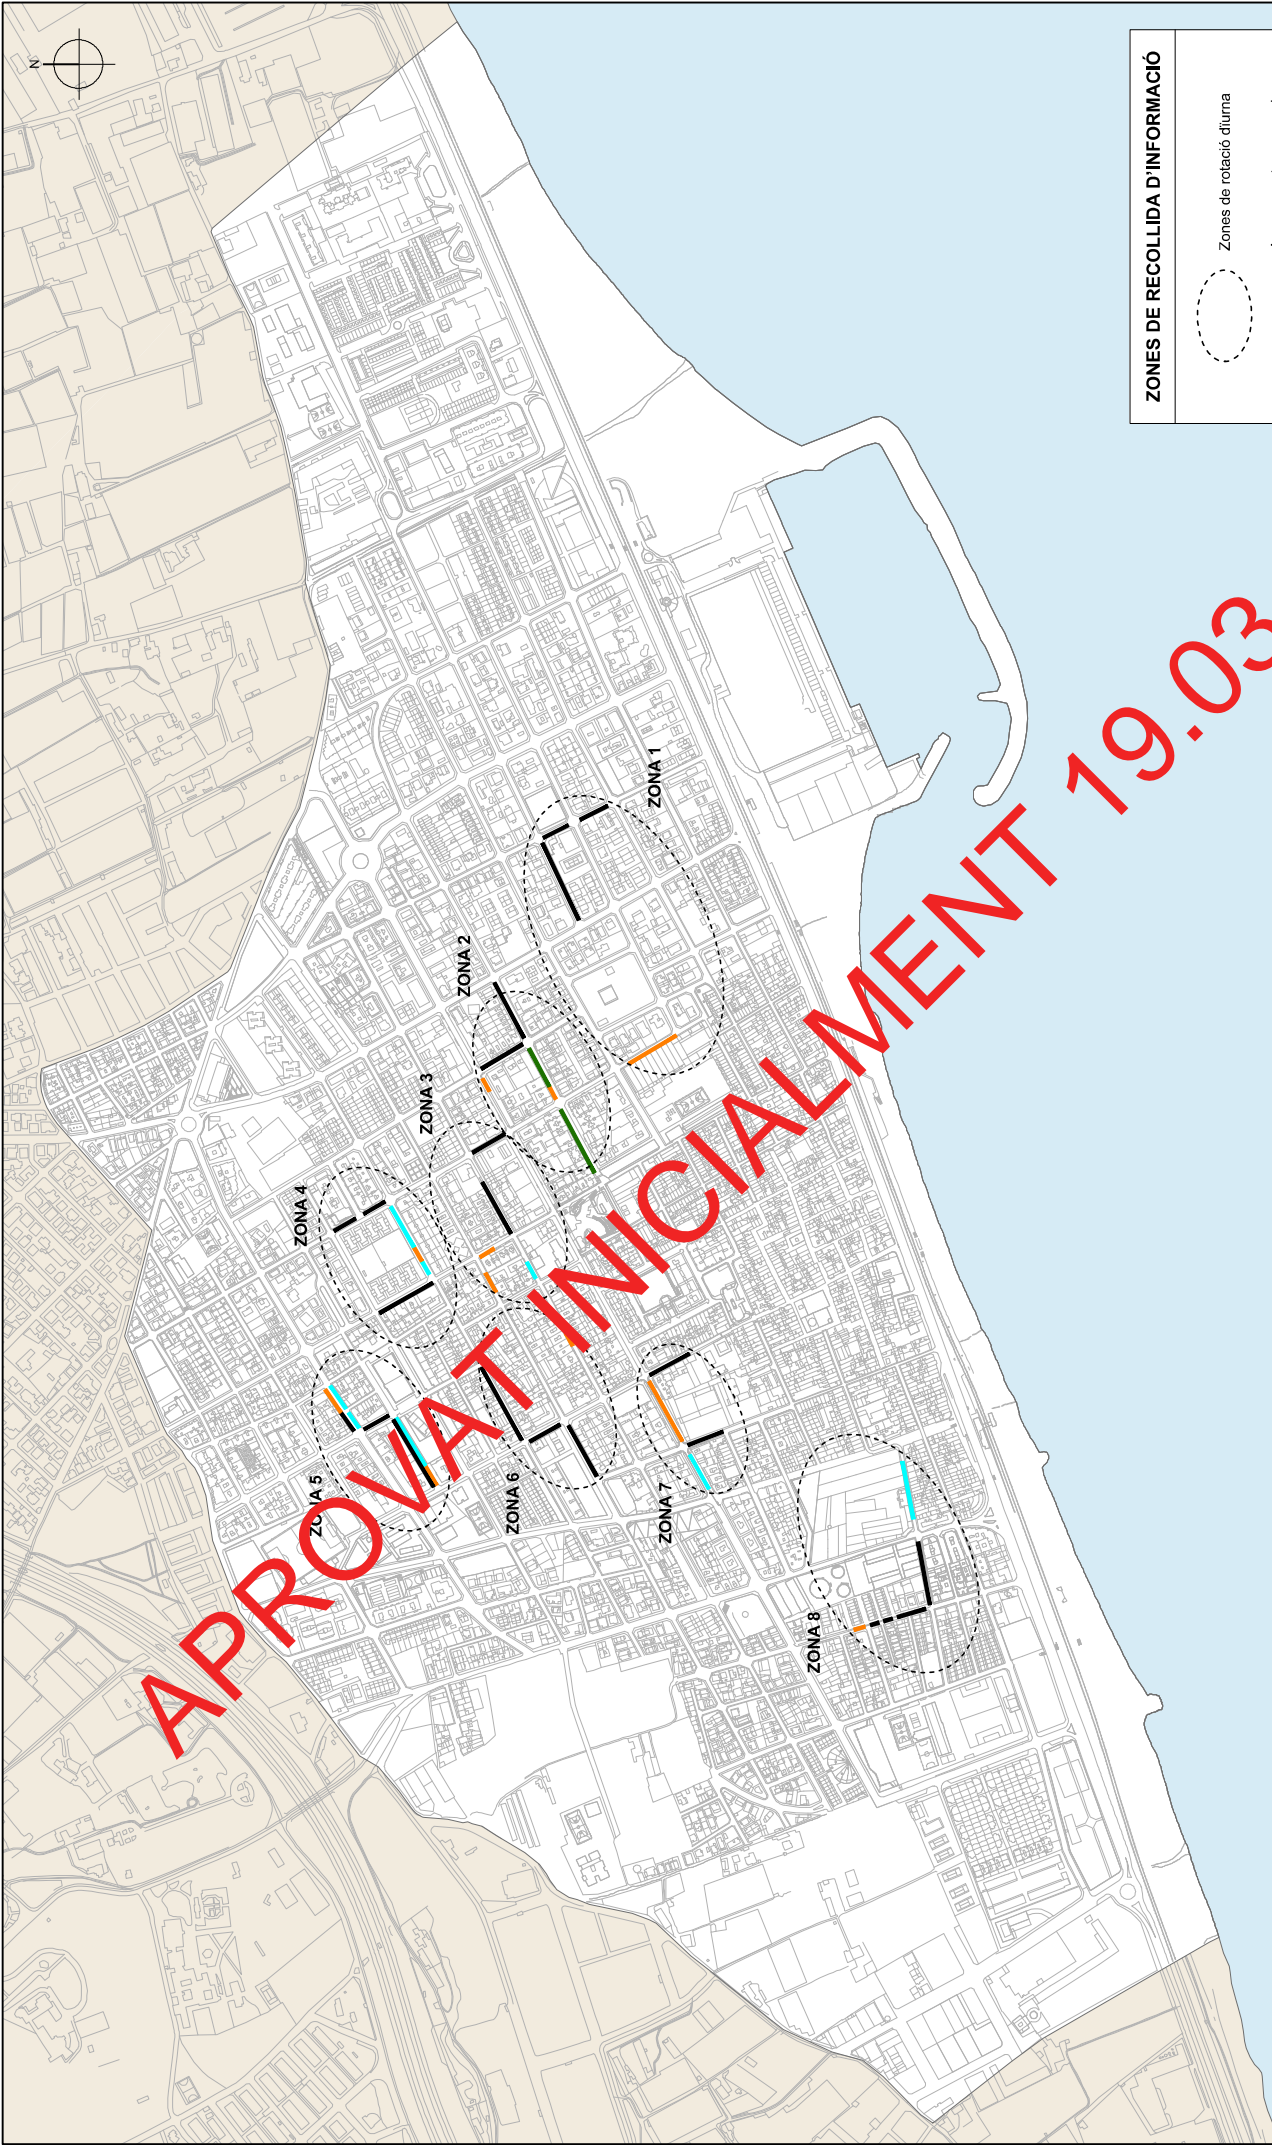 N
ZONES DE RECOLLIDA D'INFORMACIÓ
Zones de rotació diurna
ZONA 1
ZONA 2
ZONA 3
ZONA 4
ZONA 5
ZONA 6
ZONA 7
ZONA 8
APROVAT INICIALMENT 19.03